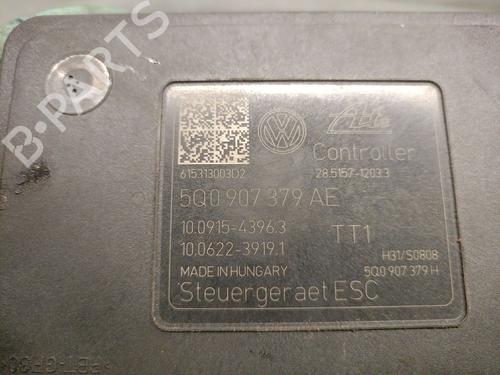 B-PARTS
Ate
Controller
615313003D2
28.5157-1203.3
5Q0 907 379 AE
10.0915-4396.3
10.0622-3919.1
TT1
H31/S0808
MADE IN HUNGARY
5Q0 907 379 H
Steuergeraet ESC